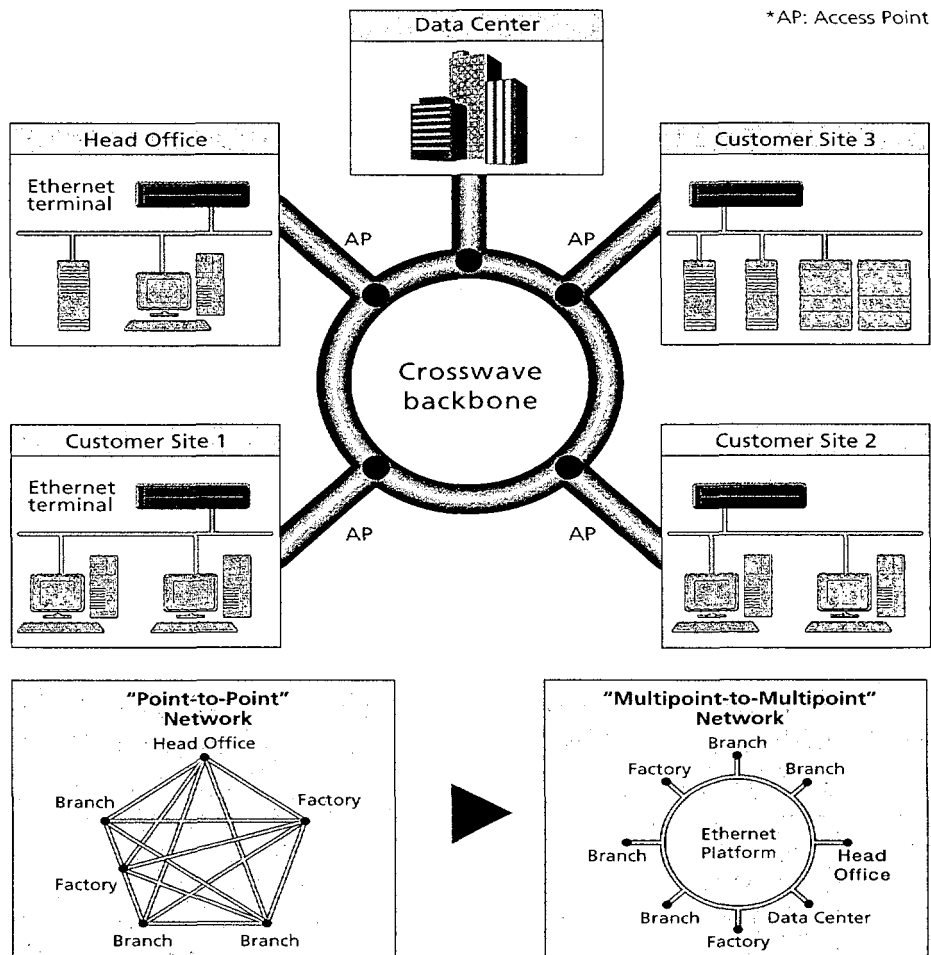 *AP: Access Point
Data Center
Head Office
Ethernet
terminal
Customer Site 3
AP
AP
Crosswave
backbone
Customer Site 1
Ethernet
terminal
Customer Site 2
AP
AP
"Point-to-Point"
Network
Head Office
Branch
Factory
Factory
Branch
Branch
"Multipoint-to-Multipoint"
Network
Branch
Factory
Branch
Ethernet
Platform
Branch
Head
Office
Branch
Data Center
Factory